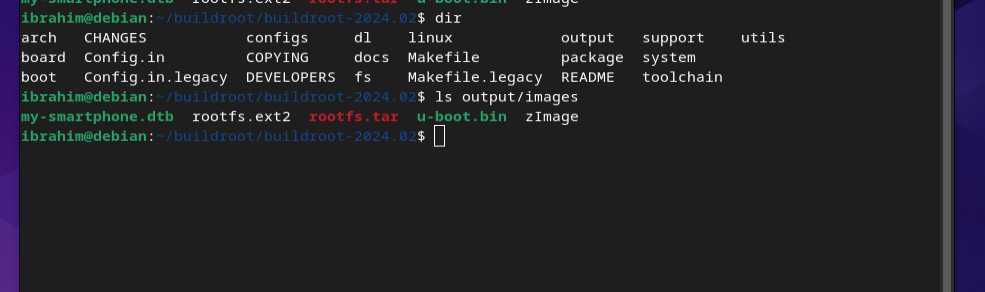 my-smartphone.dtb  rootfs.ext2  rootfs.tar  u-boot.bin  zImage
ibrahim@debian:~/buildroot/buildroot-2024.02$ dir
arch   CHANGES           configs     dl    linux            output   support    utils
board  Config.in         COPYING     docs  Makefile         package  system
boot   Config.in.legacy  DEVELOPERS  fs    Makefile.legacy  README   toolchain
ibrahim@debian:~/buildroot/buildroot-2024.02$ ls output/images
my-smartphone.dtb  rootfs.ext2  rootfs.tar  u-boot.bin  zImage
ibrahim@debian:~/buildroot/buildroot-2024.02$